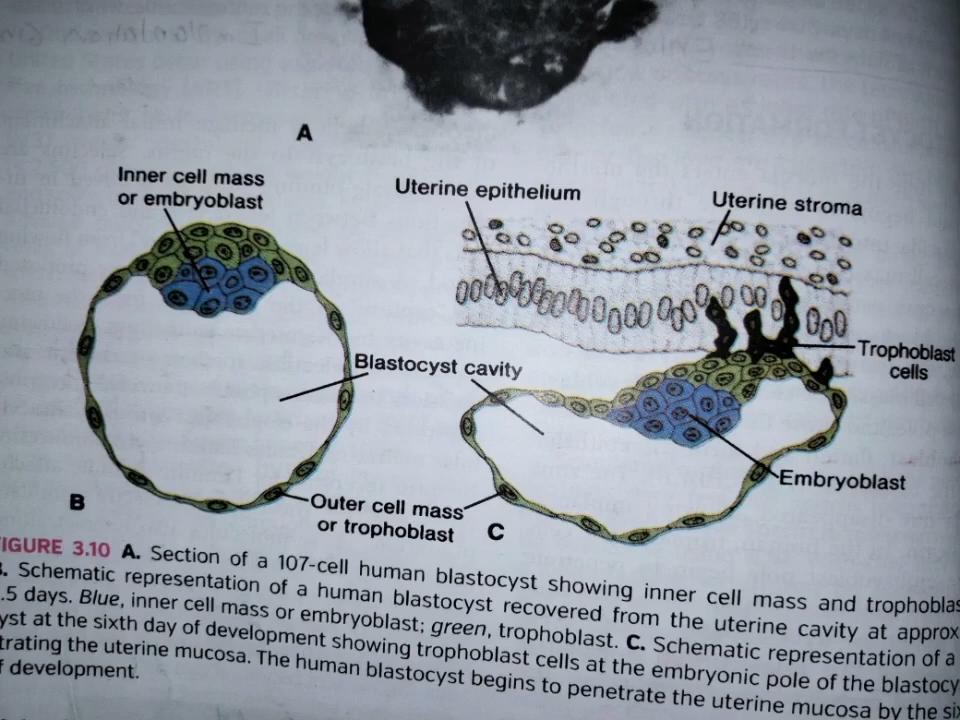 A
Inner cell mass
or embryoblast
Uterine epithelium
Uterine stroma
Trophoblast
cells
Blastocyst cavity
Embryoblast
Outer cell mass
or trophoblast
B
C
FIGURE 3.10 A. Section of a 107-cell human blastocyst showing inner cell mass and trophoblas
B. Schematic representation of a human blastocyst recovered from the uterine cavity at approx
.5 days. Blue, inner cell mass or embryoblast; green, trophoblast. C. Schematic representation of a
yst at the sixth day of development showing trophoblast cells at the embryonic pole of the blastocy
trating the uterine mucosa. The human blastocyst begins to penetrate the uterine mucosa by the six
f development.